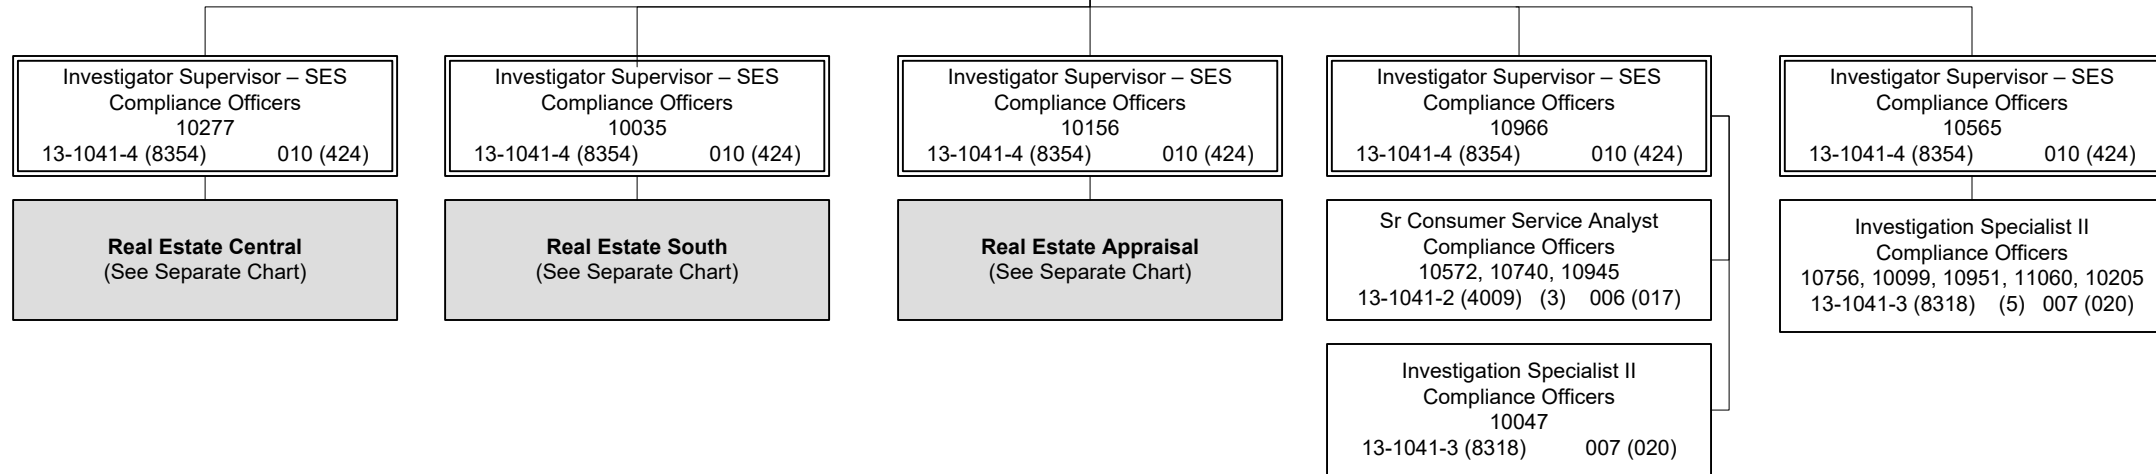 Investigator Supervisor – SES
Compliance Officers
10277
13-1041-4 (8354) 010 (424)
Real Estate Central
(See Separate Chart)
Investigator Supervisor – SES
Compliance Officers
10035
13-1041-4 (8354) 010 (424)
Real Estate South
(See Separate Chart)
Investigator Supervisor – SES
Compliance Officers
10156
13-1041-4 (8354) 010 (424)
Real Estate Appraisal
(See Separate Chart)
Investigator Supervisor – SES
Compliance Officers
10966
13-1041-4 (8354) 010 (424)
Sr Consumer Service Analyst
Compliance Officers
10572, 10740, 10945
13-1041-2 (4009) (3) 006 (017)
Investigation Specialist II
Compliance Officers
10047
13-1041-3 (8318) 007 (020)
Investigator Supervisor – SES
Compliance Officers
10565
13-1041-4 (8354) 010 (424)
Investigation Specialist II
Compliance Officers
10756, 10099, 10951, 11060, 10205
13-1041-3 (8318) (5) 007 (020)